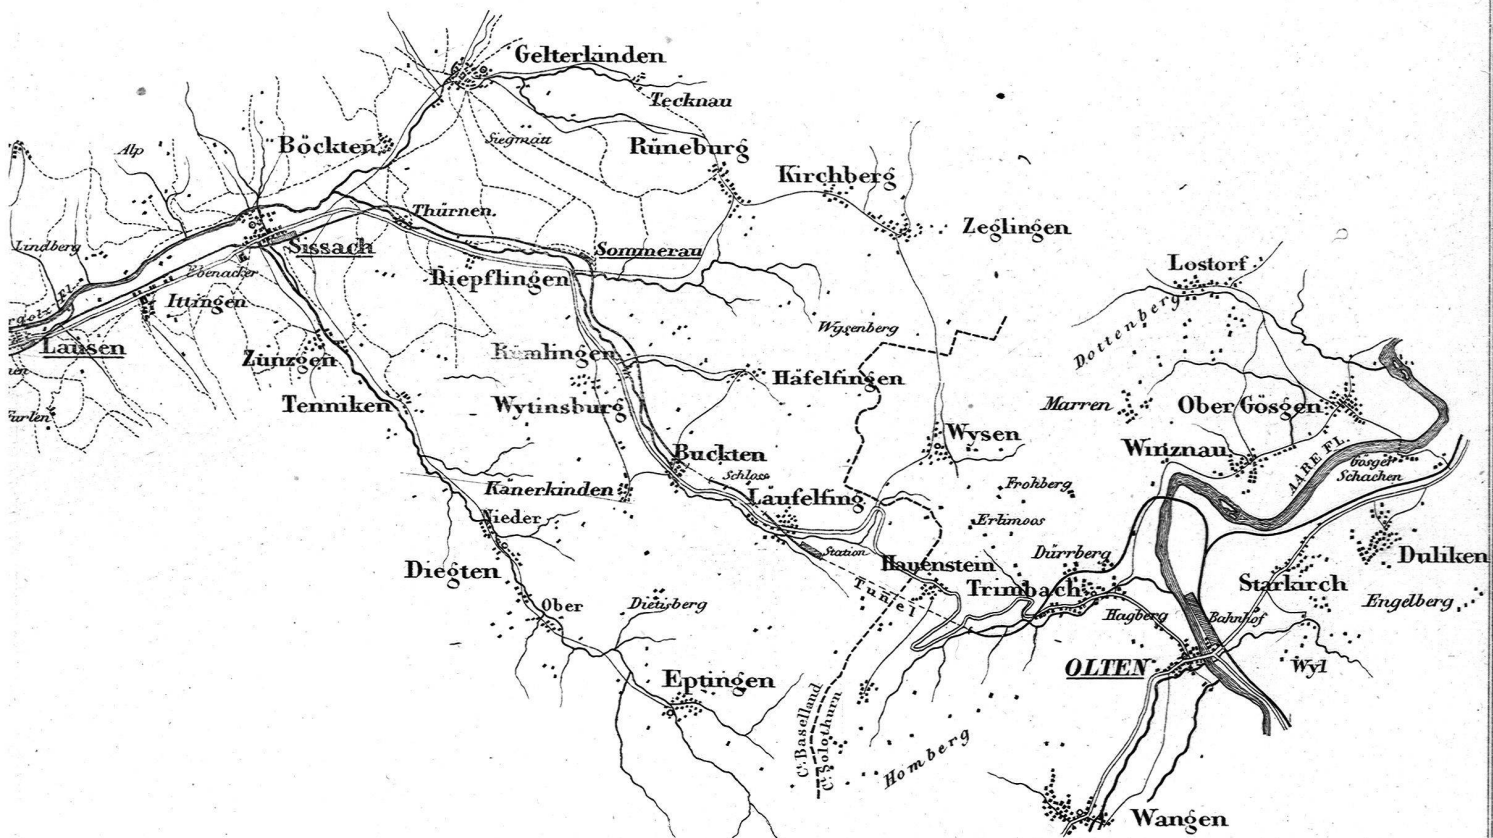 Gelterkinden
Tecknau
Alp
Böckten
Siegmatt
Rüneburg
Kirchberg
Thürnen.
Zeglingen
Lindberg
Sissach
Sommerau
Lostorf
Ebenacker
Diepflingen
Ittingen
Dottenberg
Wysenberg
Lausen
Zunzgen
Hafelfingen
Tenniken
Wytinsburg
Marren
Ober Gösgen
Wysen
Winznau
AARE FL.
Buckten
Schloss
Gösger
Schachen
Kanerkinden
Laufelfing
Frohberg
Nieder
Erlimoos
Station
Dürrberg
Duliken
Diegten
Hauenstein
Trimbach
Starkirch
Tunel
Ober
Dietisberg
Hagberg
Bahnhof
Engelberg
OLTEN
Wyl
Eptingen
Ct. Baselland
Ct. Solothurn
Homberg
Wangen